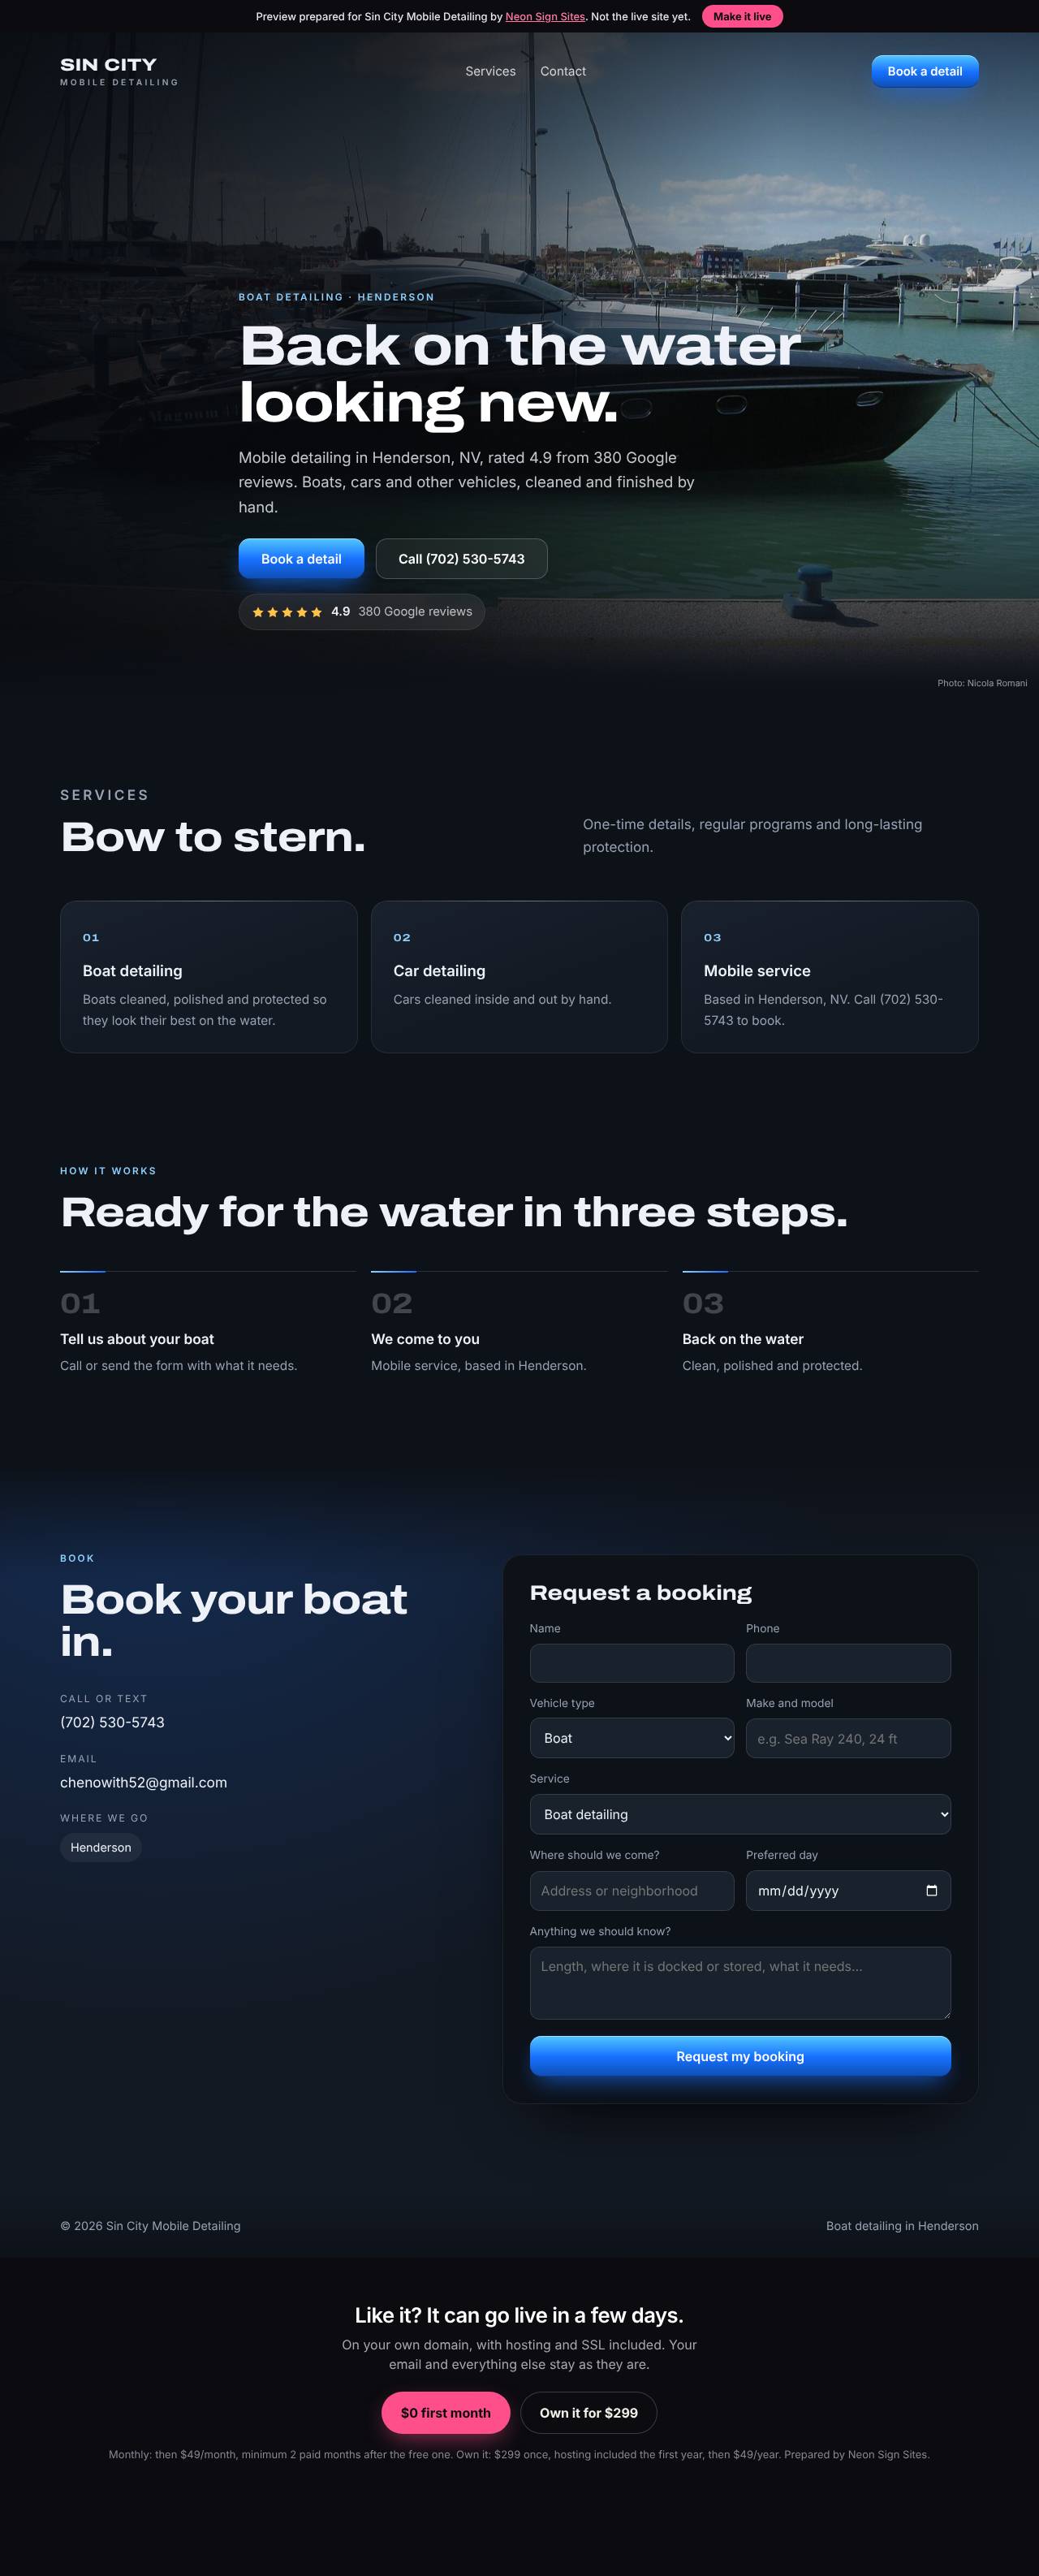 Preview prepared for Sin City Mobile Detailing by Neon Sign Sites. Not the live site yet.
Make it live
SIN CITY
MOBILE DETAILING
Services
Contact
Book a detail
BOAT DETAILING · HENDERSON
Back on the water
looking new.
Mobile detailing in Henderson, NV, rated 4.9 from 380 Google
reviews. Boats, cars and other vehicles, cleaned and finished by
hand.
Book a detail
Call (702) 530-5743
4.9 380 Google reviews
Photo: Nicola Romani
SERVICES
Bow to stern.
One-time details, regular programs and long-lasting
protection.
01
Boat detailing
Boats cleaned, polished and protected so
they look their best on the water.
02
Car detailing
Cars cleaned inside and out by hand.
03
Mobile service
Based in Henderson, NV. Call (702) 530-
5743 to book.
HOW IT WORKS
Ready for the water in three steps.
01
Tell us about your boat
Call or send the form with what it needs.
02
We come to you
Mobile service, based in Henderson.
03
Back on the water
Clean, polished and protected.
BOOK
Book your boat
in.
CALL OR TEXT
(702) 530-5743
EMAIL
chenowith52@gmail.com
WHERE WE GO
Henderson
Request a booking
Name
Phone
Vehicle type
Make and model
Boat
e.g. Sea Ray 240, 24 ft
Service
Boat detailing
Where should we come?
Preferred day
Address or neighborhood
mm/dd/yyyy
Anything we should know?
Length, where it is docked or stored, what it needs...
Request my booking
© 2026 Sin City Mobile Detailing
Boat detailing in Henderson
Like it? It can go live in a few days.
On your own domain, with hosting and SSL included. Your
email and everything else stay as they are.
$0 first month
Own it for $299
Monthly: then $49/month, minimum 2 paid months after the free one. Own it: $299 once, hosting included the first year, then $49/year. Prepared by Neon Sign Sites.